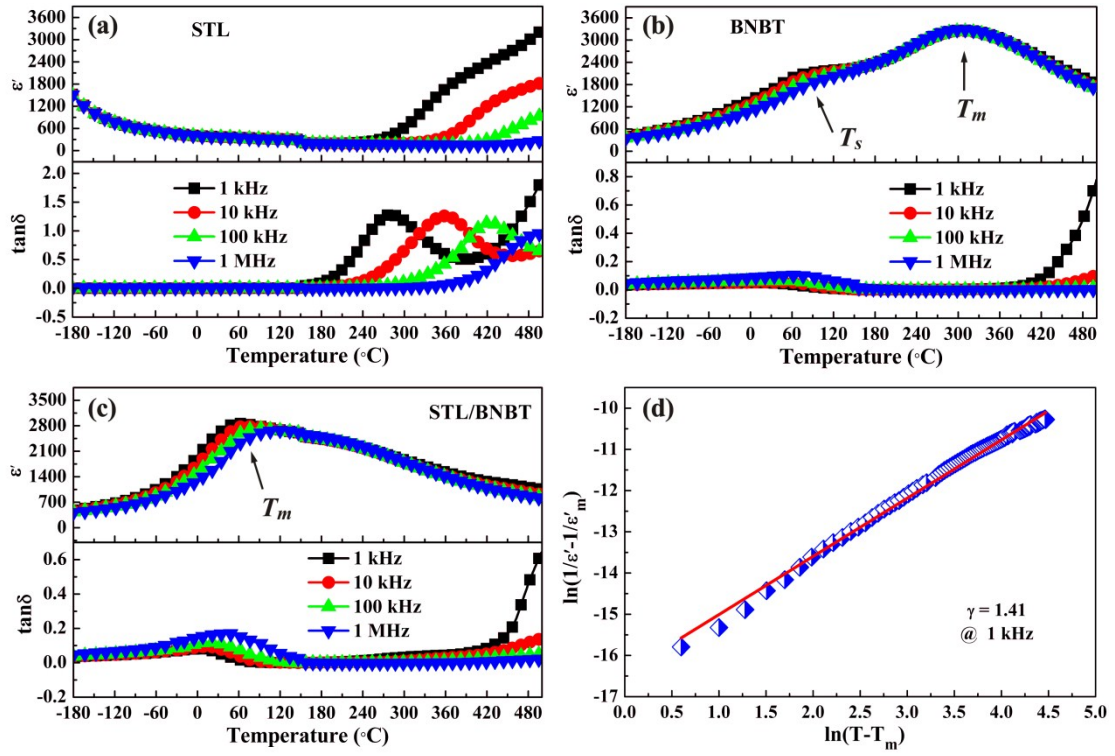 (a) STL
3600
3000
2400
1800
1200
600
0
ε'
2.0
1.5
1.0
0.5
0.0
-0.5
tanδ
1 kHz
10 kHz
100 kHz
1 MHz
-180 -120 -60 0 60 120 180 240 300 360 420 480
Temperature (◦C)
(b) BNBT
3600
3000
2400
1800
1200
600
0
ε'
Ts
Tm
0.8
0.6
0.4
0.2
0.0
-0.2
tanδ
1 kHz
10 kHz
100 kHz
1 MHz
-180 -120 -60 0 60 120 180 240 300 360 420 480
Temperature (◦C)
(c) STL/BNBT
3500
2800
2100
1400
700
0
ε'
Tm
0.6
0.4
0.2
0.0
-0.2
tanδ
1 kHz
10 kHz
100 kHz
1 MHz
-180 -120 -60 0 60 120 180 240 300 360 420 480
Temperature (◦C)
(d)
-10
-11
-12
-13
-14
-15
-16
-17
ln(1/ε'-1/ε'm)
γ = 1.41
@ 1 kHz
0.0 0.5 1.0 1.5 2.0 2.5 3.0 3.5 4.0 4.5 5.0
ln(T-Tm)